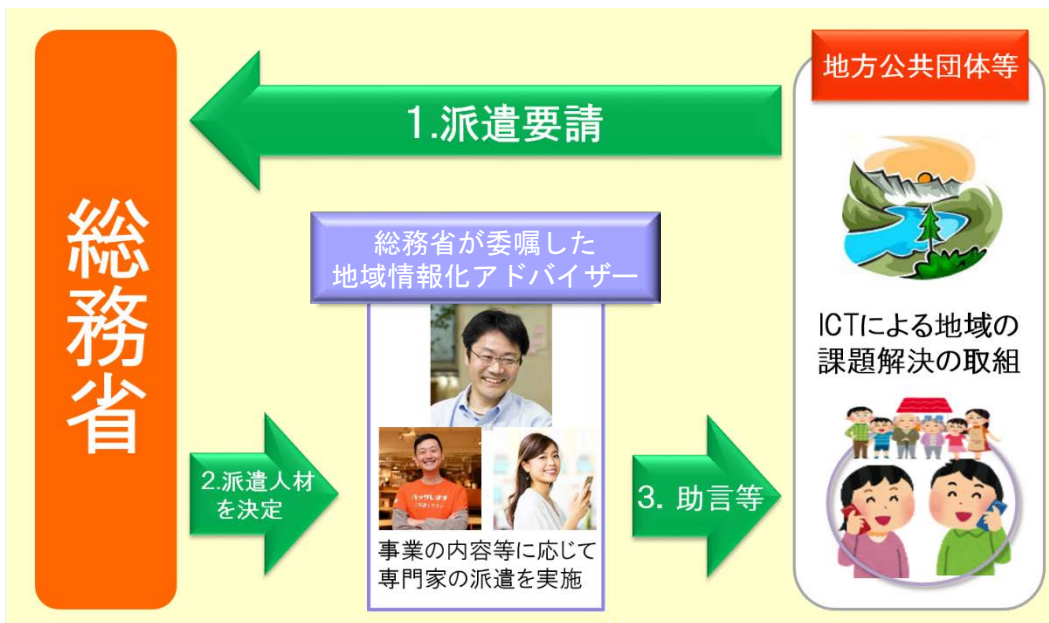 総務省
1.派遣要請
地方公共団体等
総務省が委嘱した
地域情報化アドバイザー
ICTによる地域の
課題解決の取組
2.派遣人材
を決定
3. 助言等
事業の内容等に応じて
専門家の派遣を実施